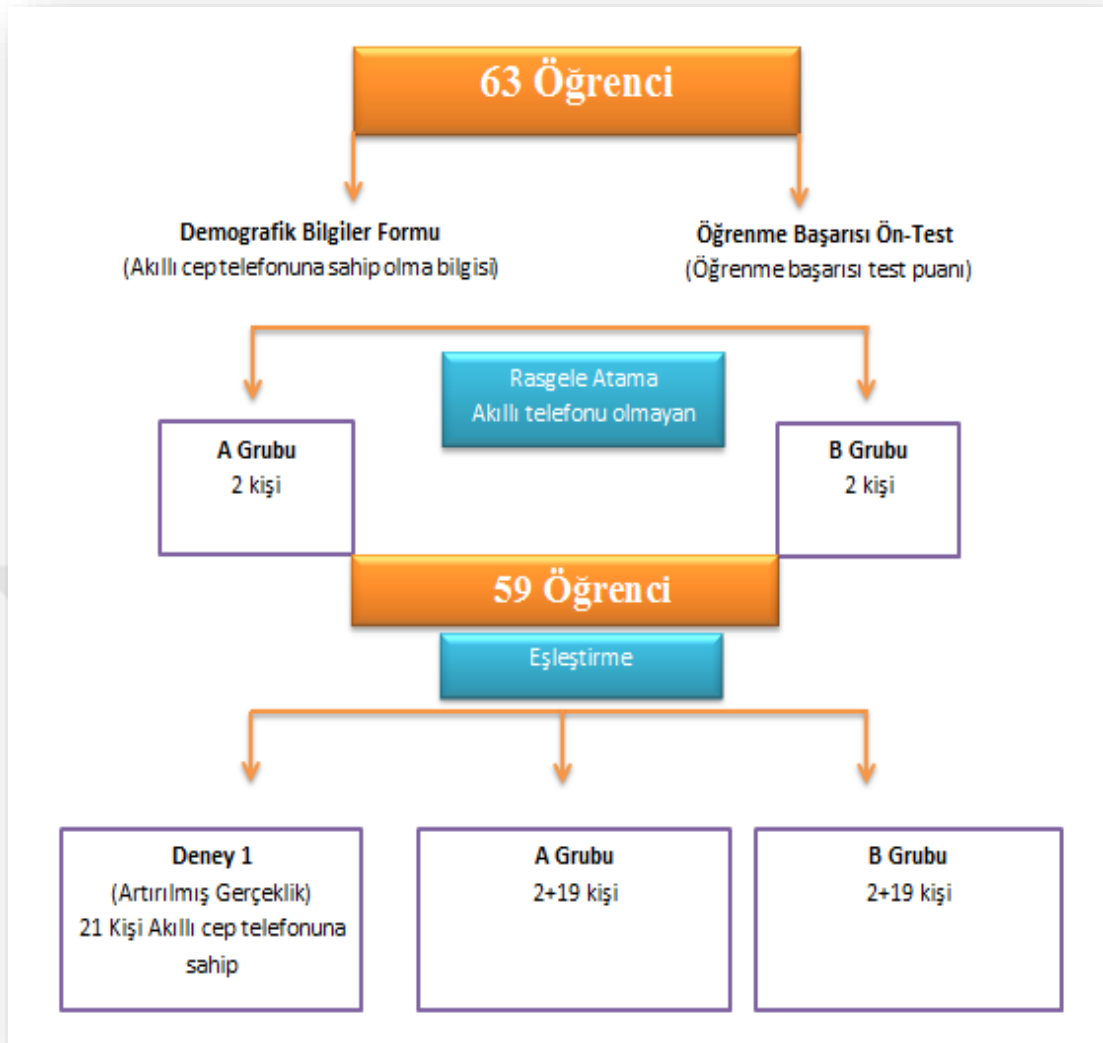 63 Öğrenci
Demografik Bilgiler Formu
(Akıllı cep telefonuna sahip olma bilgisi)
Öğrenme Başarısı Ön-Test
(Öğrenme başarısı test puanı)
Rasgele Atama
Akıllı telefonu olmayan
A Grubu
2 kişi
B Grubu
2 kişi
59 Öğrenci
Eşleştirme
Deney 1
(Artırılmış Gerçeklik)
21 Kişi Akıllı cep telefonuna
sahip
A Grubu
2+19 kişi
B Grubu
2+19 kişi